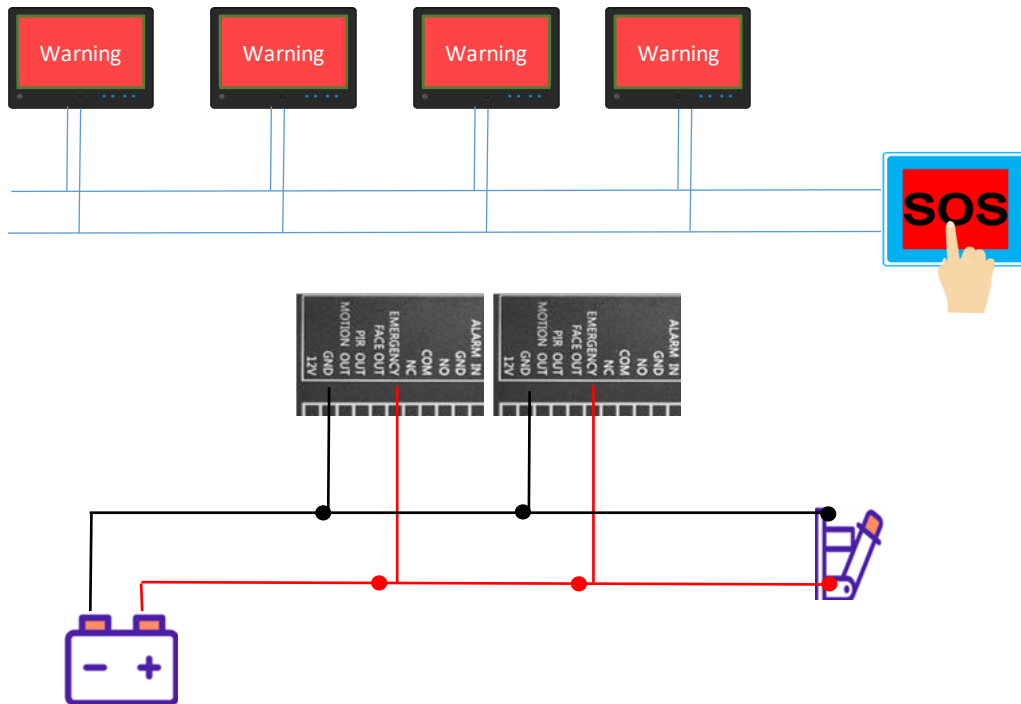 Warning
Warning
Warning
Warning
SOS
12V
GND
MOTION OUT
PIR OUT
FACE OUT
EMERGENCY
NC
COM
NO
GND
ALARM IN
12V
GND
MOTION OUT
PIR OUT
FACE OUT
EMERGENCY
NC
COM
NO
GND
ALARM IN